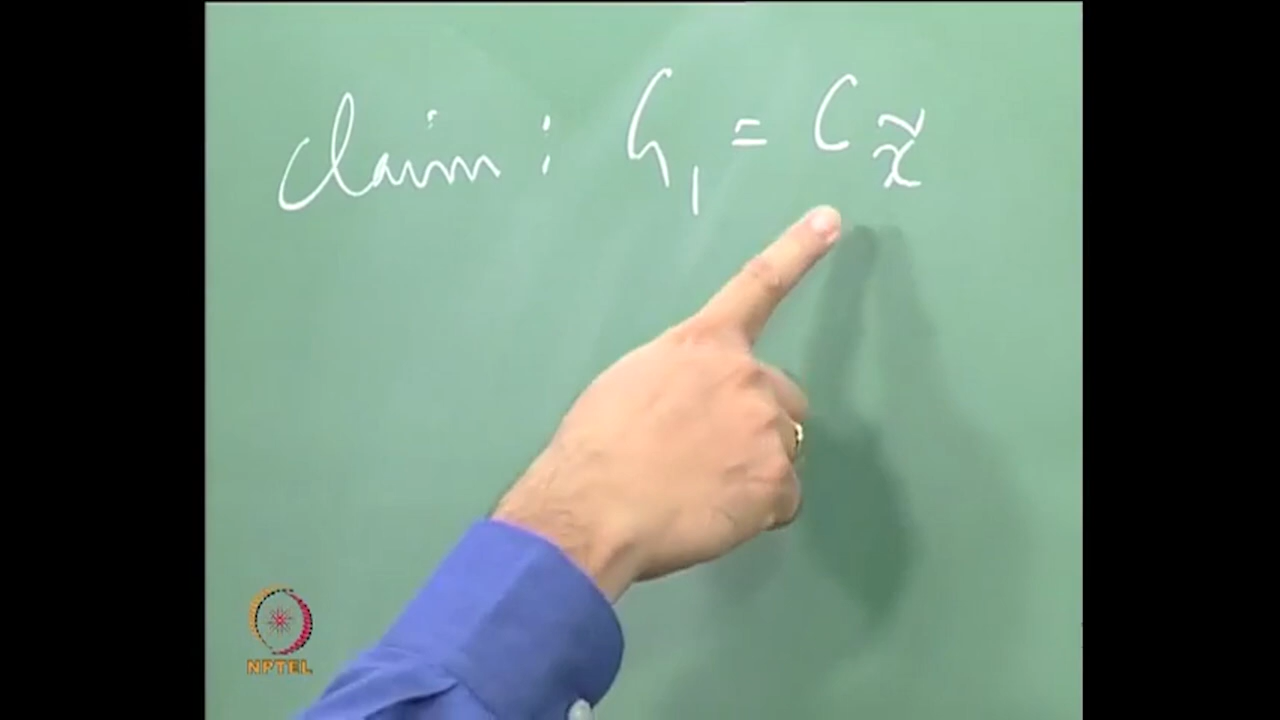 claim : G₁ = C x̃
NPTEL